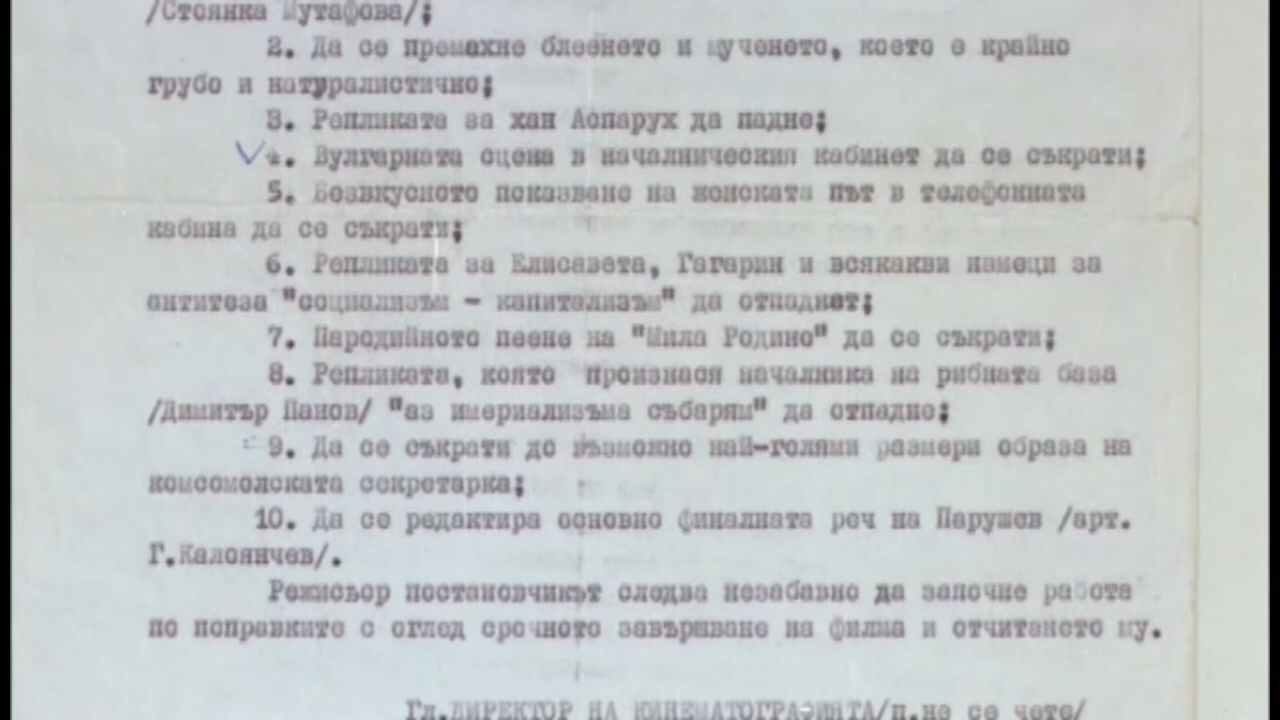 /Стоянка Мутафова/;
2. Да се премахне блеенето и мученето, което е крайно
грубо и натуралистично;
3. Репликата за хан Аспарух да падне;
4. Вулгарната сцена в началническия кабинет да се съкрати;
5. Безвкусното показване на женската път в телефонната
кабина да се съкрати;
6. Репликата за Елисавета, Гагарин и всякакви намеци за
антитеза "социализъм - капитализъм" да отпаднат;
7. Пародийното пеене на "Мила Родино" да се съкрати;
8. Репликата, която произнася началника на рибната база
/Димитър Панов/ "аз империализъма събарям" да отпадне;
9. Да се съкрати до възможно най-голями размери образа на
комсомолската секретарка;
10. Да се редактира основно финалната реч на Парушев /арт.
Г.Калоянчев/.
Режисьор постановчикът следва незабавно да започне работа
по поправките с оглед срочното завършване на филма и отчитането му.
Гл.ДИРЕКТОР НА КИНЕМАТОГРАФИЯТА/п.не се чете/